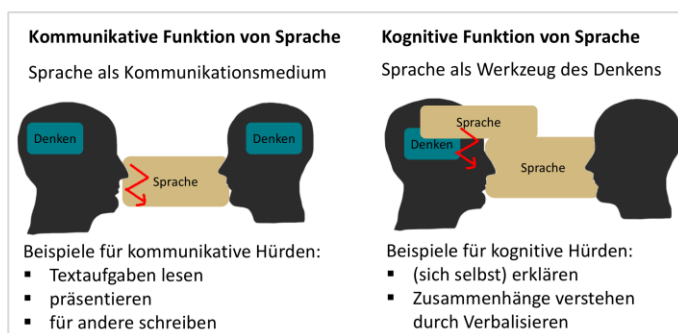 Kommunikative Funktion von Sprache
Sprache als Kommunikationsmedium
Denken
Denken
Sprache
Beispiele für kommunikative Hürden:
▪ Textaufgaben lesen
▪ präsentieren
▪ für andere schreiben
Kognitive Funktion von Sprache
Sprache als Werkzeug des Denkens
Sprache
Denken
Sprache
Beispiele für kognitive Hürden:
▪ (sich selbst) erklären
▪ Zusammenhänge verstehen
durch Verbalisieren